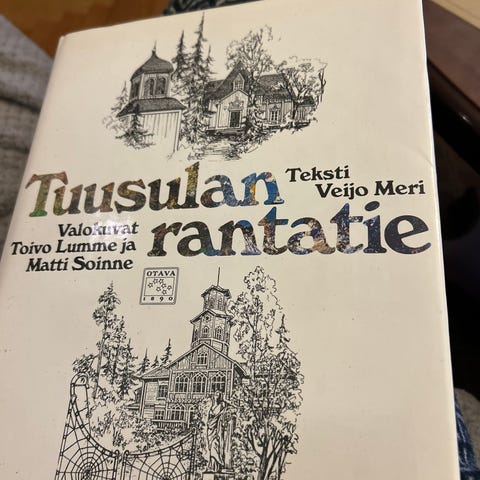 Tuusulan
rantatie
Teksti
Veijo Meri
Valokuvat
Toivo Lumme ja
Matti Soinne
OTAVA
1890